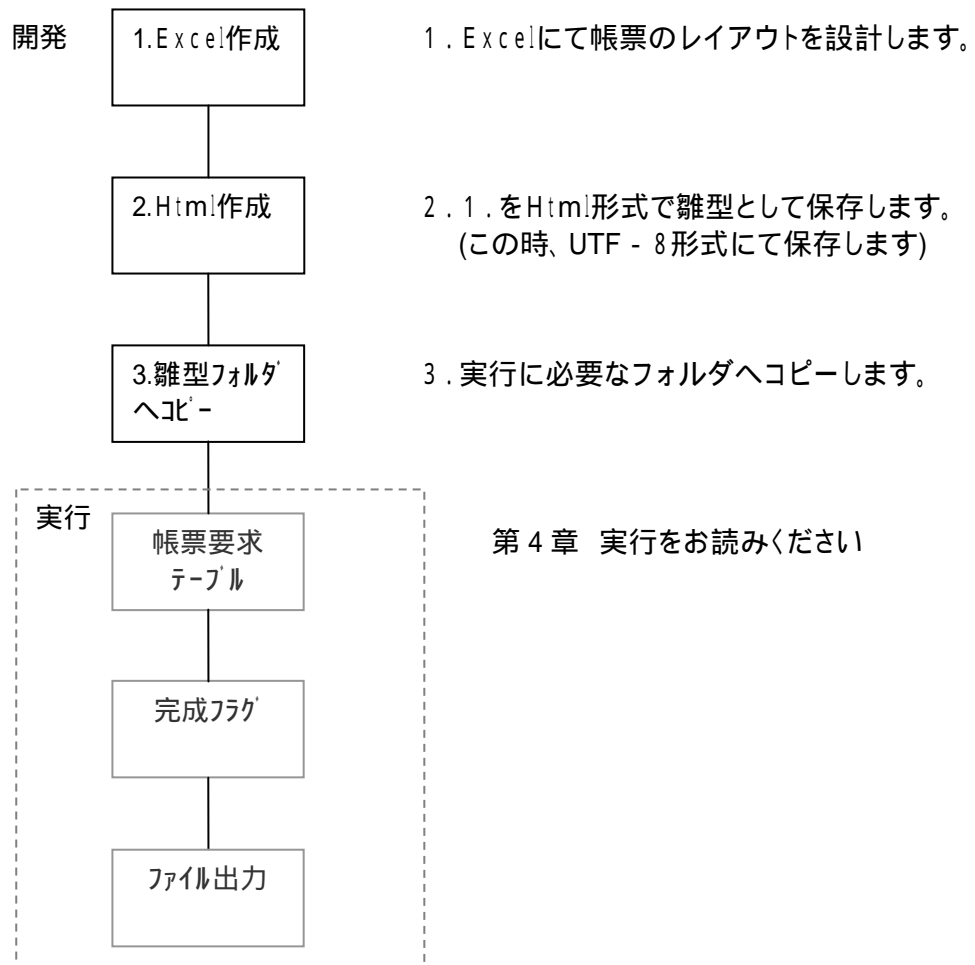 開発
1.Excel作成
1.Excelにて帳票のレイアウトを設計します。
2.Html作成
2.1.をHtml形式で雛型として保存します。
(この時、UTF-8形式にて保存します)
3.雛型ﾌｫﾙﾀﾞ
へｺﾋﾟｰ
3.実行に必要なフォルダへコピーします。
実行
帳票要求
ﾃｰﾌﾞﾙ
第4章 実行をお読みください
完成ﾌﾗｸﾞ
ﾌｧｲﾙ出力